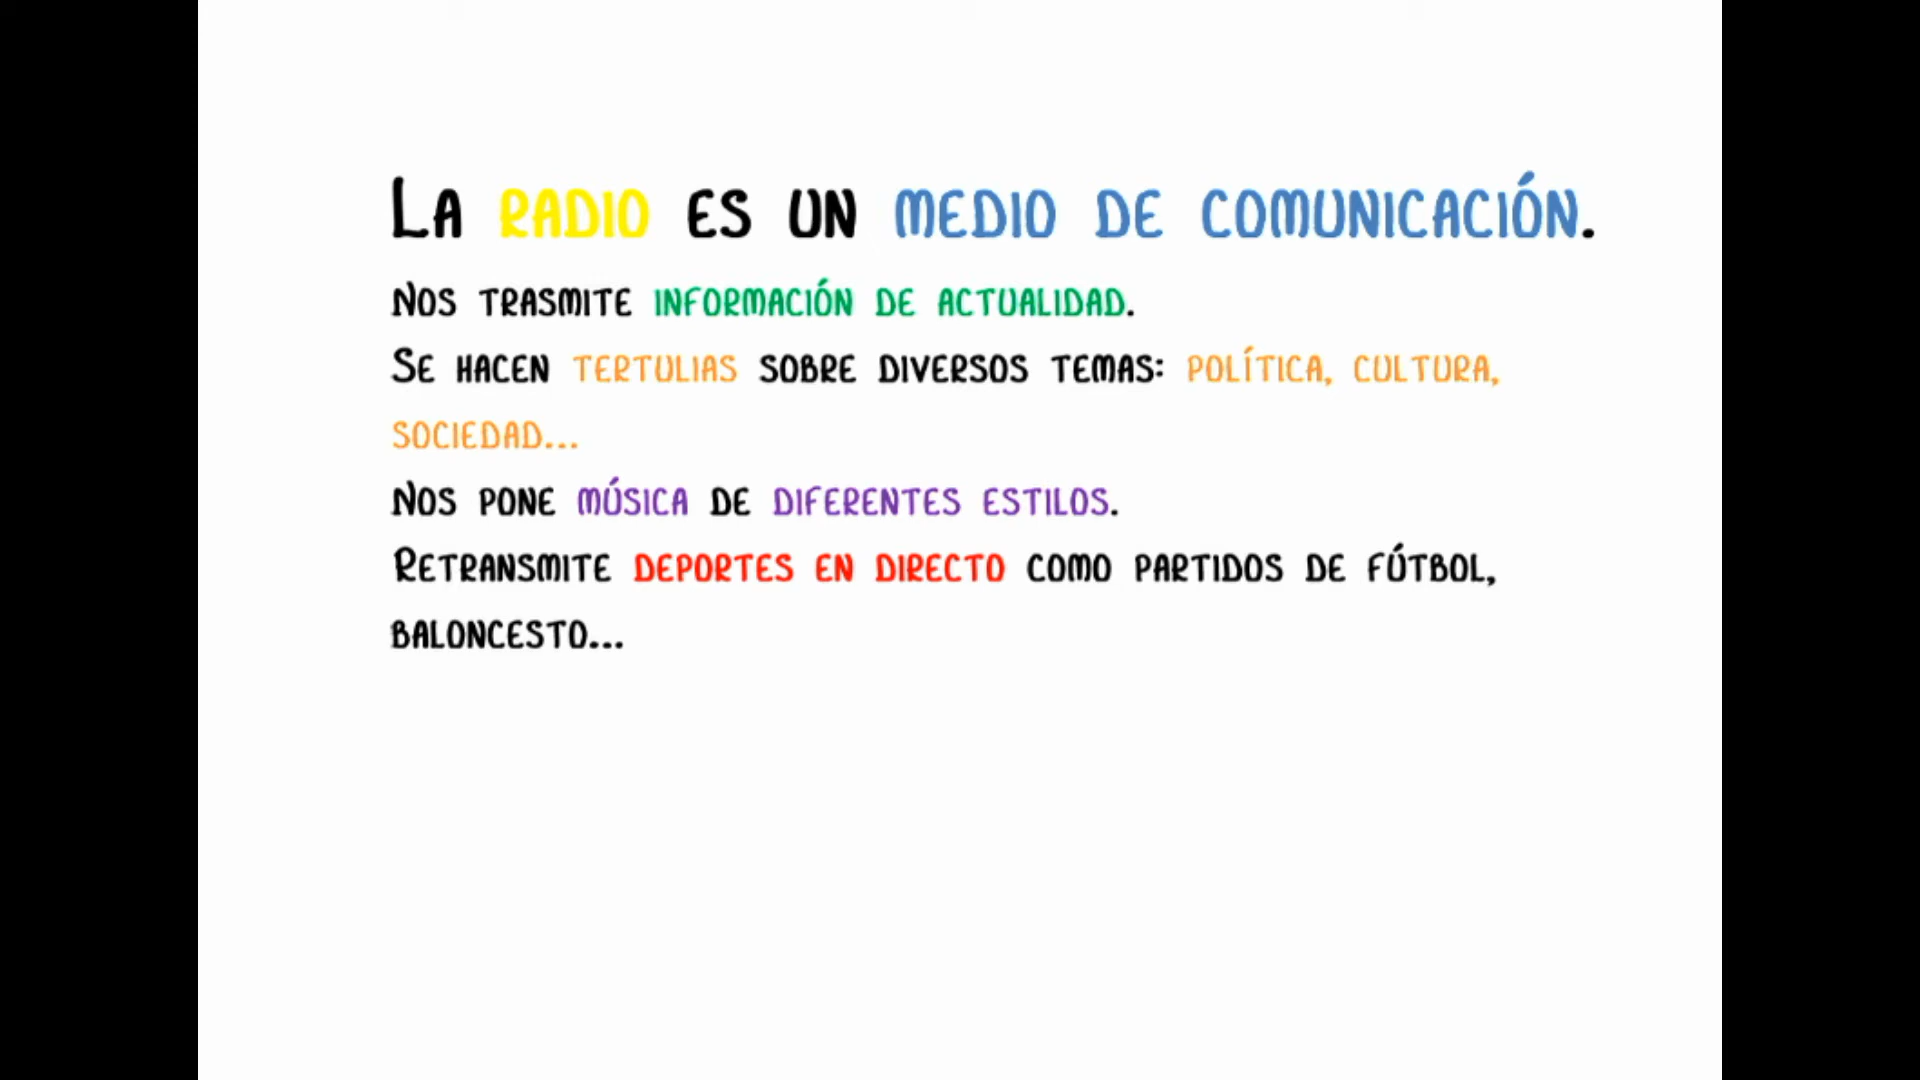 La radio es un medio de comunicación.
Nos trasmite información de actualidad.
Se hacen tertulias sobre diversos temas: política, cultura,
sociedad...
Nos pone música de diferentes estilos.
Retransmite deportes en directo como partidos de fútbol,
baloncesto...